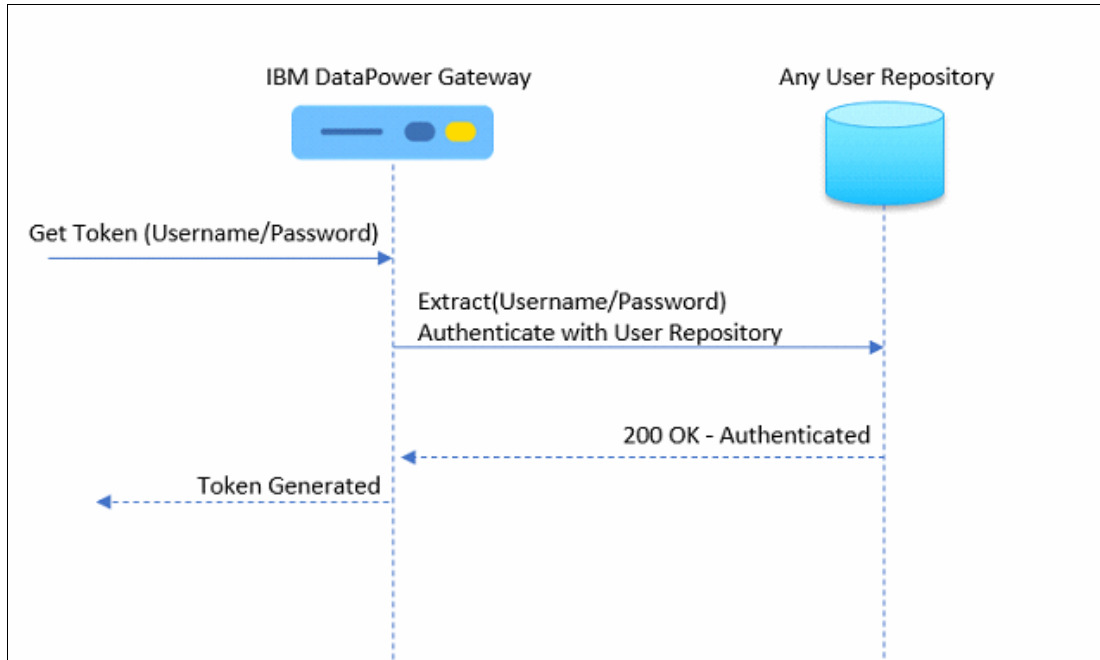 IBM DataPower Gateway
Any User Repository
Get Token (Username/Password)
Extract(Username/Password)
Authenticate with User Repository
200 OK - Authenticated
Token Generated